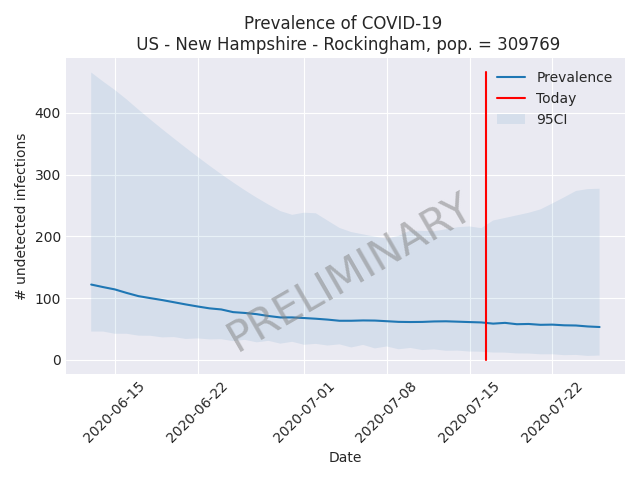 Prevalence of COVID-19
US - New Hampshire - Rockingham, pop. = 309769
Prevalence
Today
95CI
400
300
200
100
0
# undetected infections
PRELIMINARY
2020-06-15
2020-06-22
2020-07-01
2020-07-08
2020-07-15
2020-07-22
Date